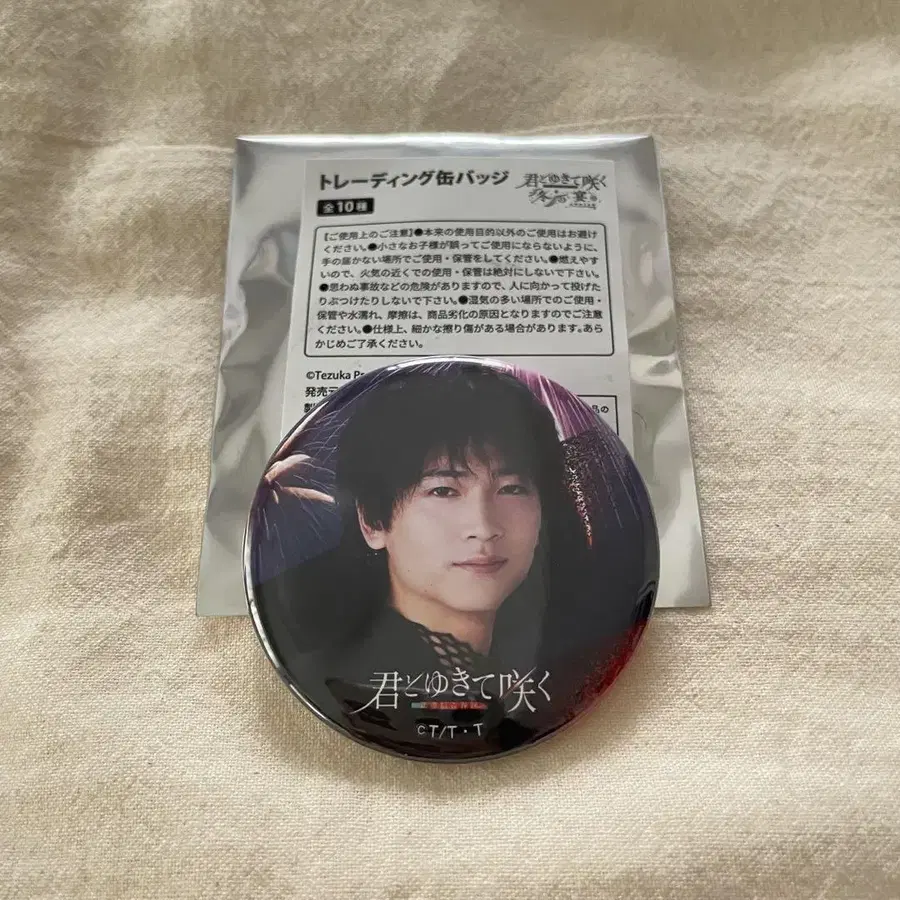 トレーディング缶バッジ
君とゆきて咲く
全10種
【ご使用上のご注意】●本来の使用目的以外のご使用はお避け
ください。●小さなお子様が誤ってご使用にならないように、
手の届かない場所でご使用・保管をしてください。●燃えやす
いので、火気の近くでの使用・保管は絶対にしないで下さい。
●思わぬ事故などの危険がありますので、人に向かって投げた
りぶつけたりしないで下さい。●湿気の多い場所でのご使用・
保管や水濡れ、摩擦は、商品劣化の原因となりますのでご注意
ください。●仕様上、細かな擦り傷がある場合があります。あら
かじめご了承ください。
©Tezuka
発売
君とゆきて咲く
©T/T・T